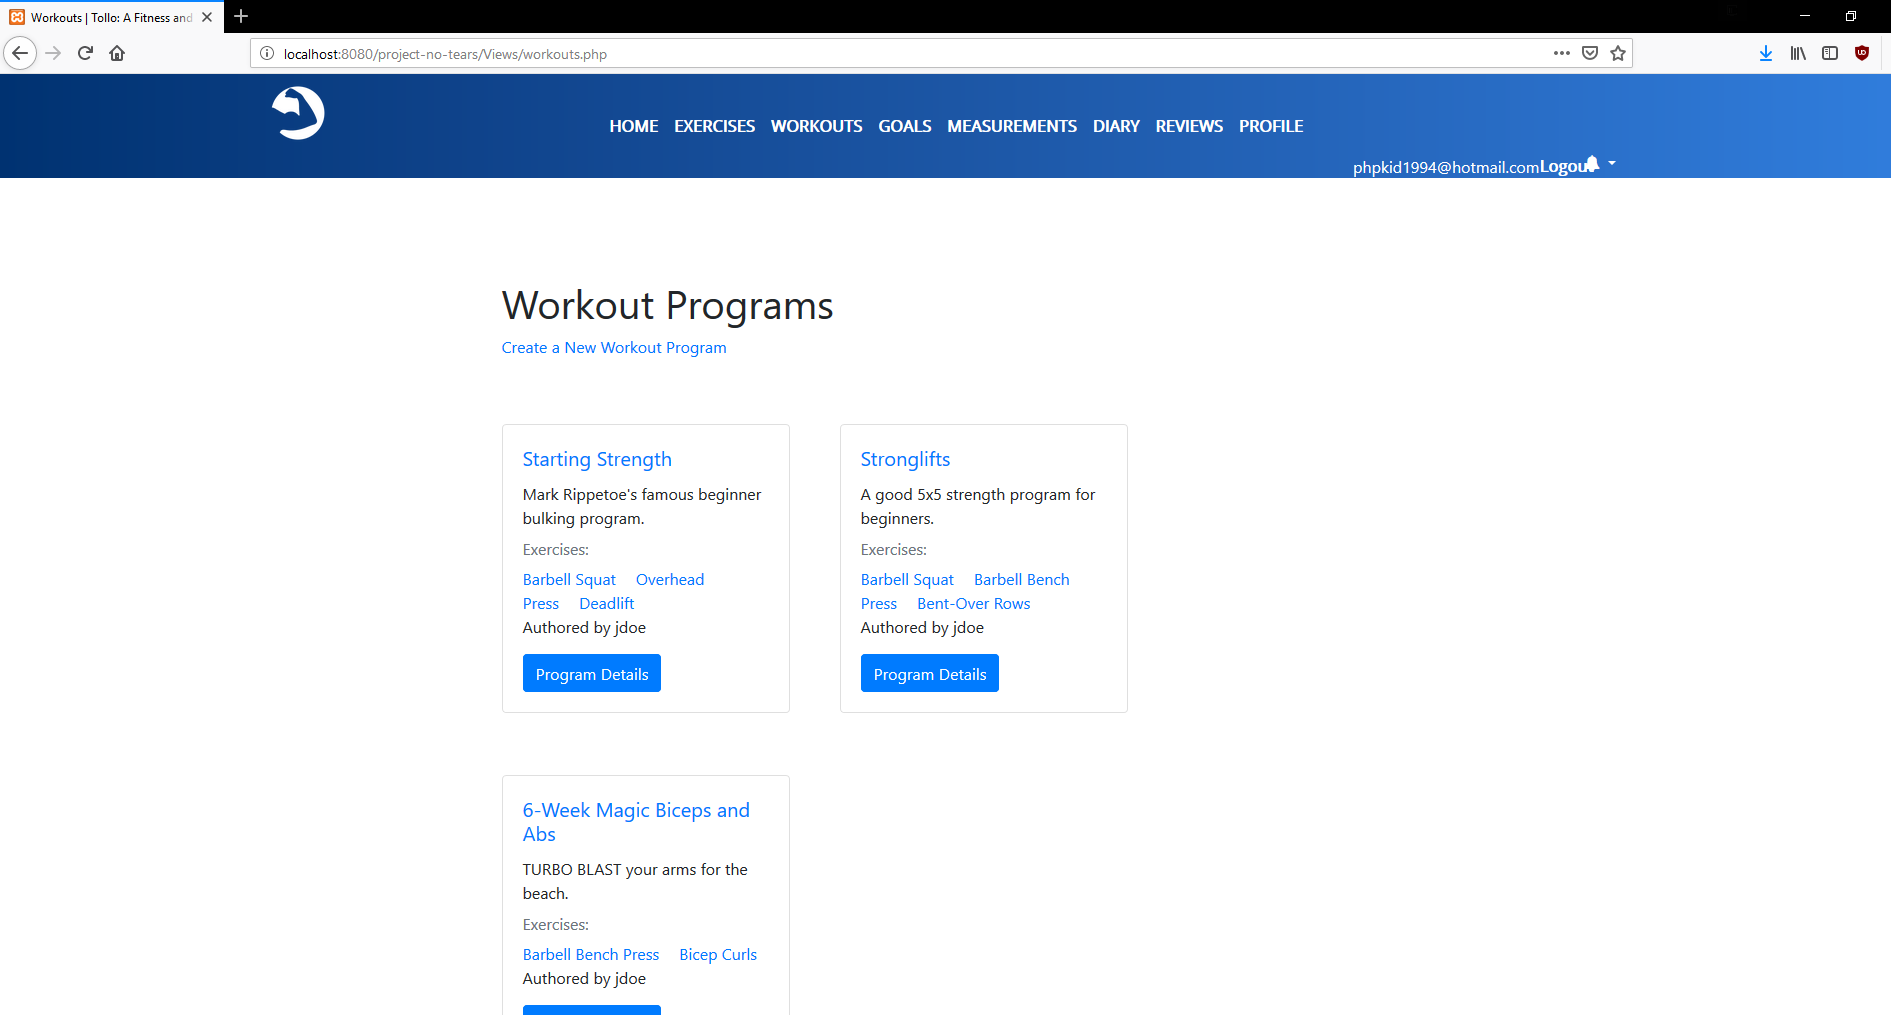 Workouts | Tollo: A Fitness and
localhost:8080/project-no-tears/Views/workouts.php
HOME EXERCISES WORKOUTS GOALS MEASUREMENTS DIARY REVIEWS PROFILE
phpkid1994@hotmail.com Logout
Workout Programs
Create a New Workout Program
Starting Strength
Mark Rippetoe's famous beginner
bulking program.
Exercises:
Barbell Squat Overhead
Press Deadlift
Authored by jdoe
Program Details
Stronglifts
A good 5x5 strength program for
beginners.
Exercises:
Barbell Squat Barbell Bench
Press Bent-Over Rows
Authored by jdoe
Program Details
6-Week Magic Biceps and
Abs
TURBO BLAST your arms for the
beach.
Exercises:
Barbell Bench Press Bicep Curls
Authored by jdoe